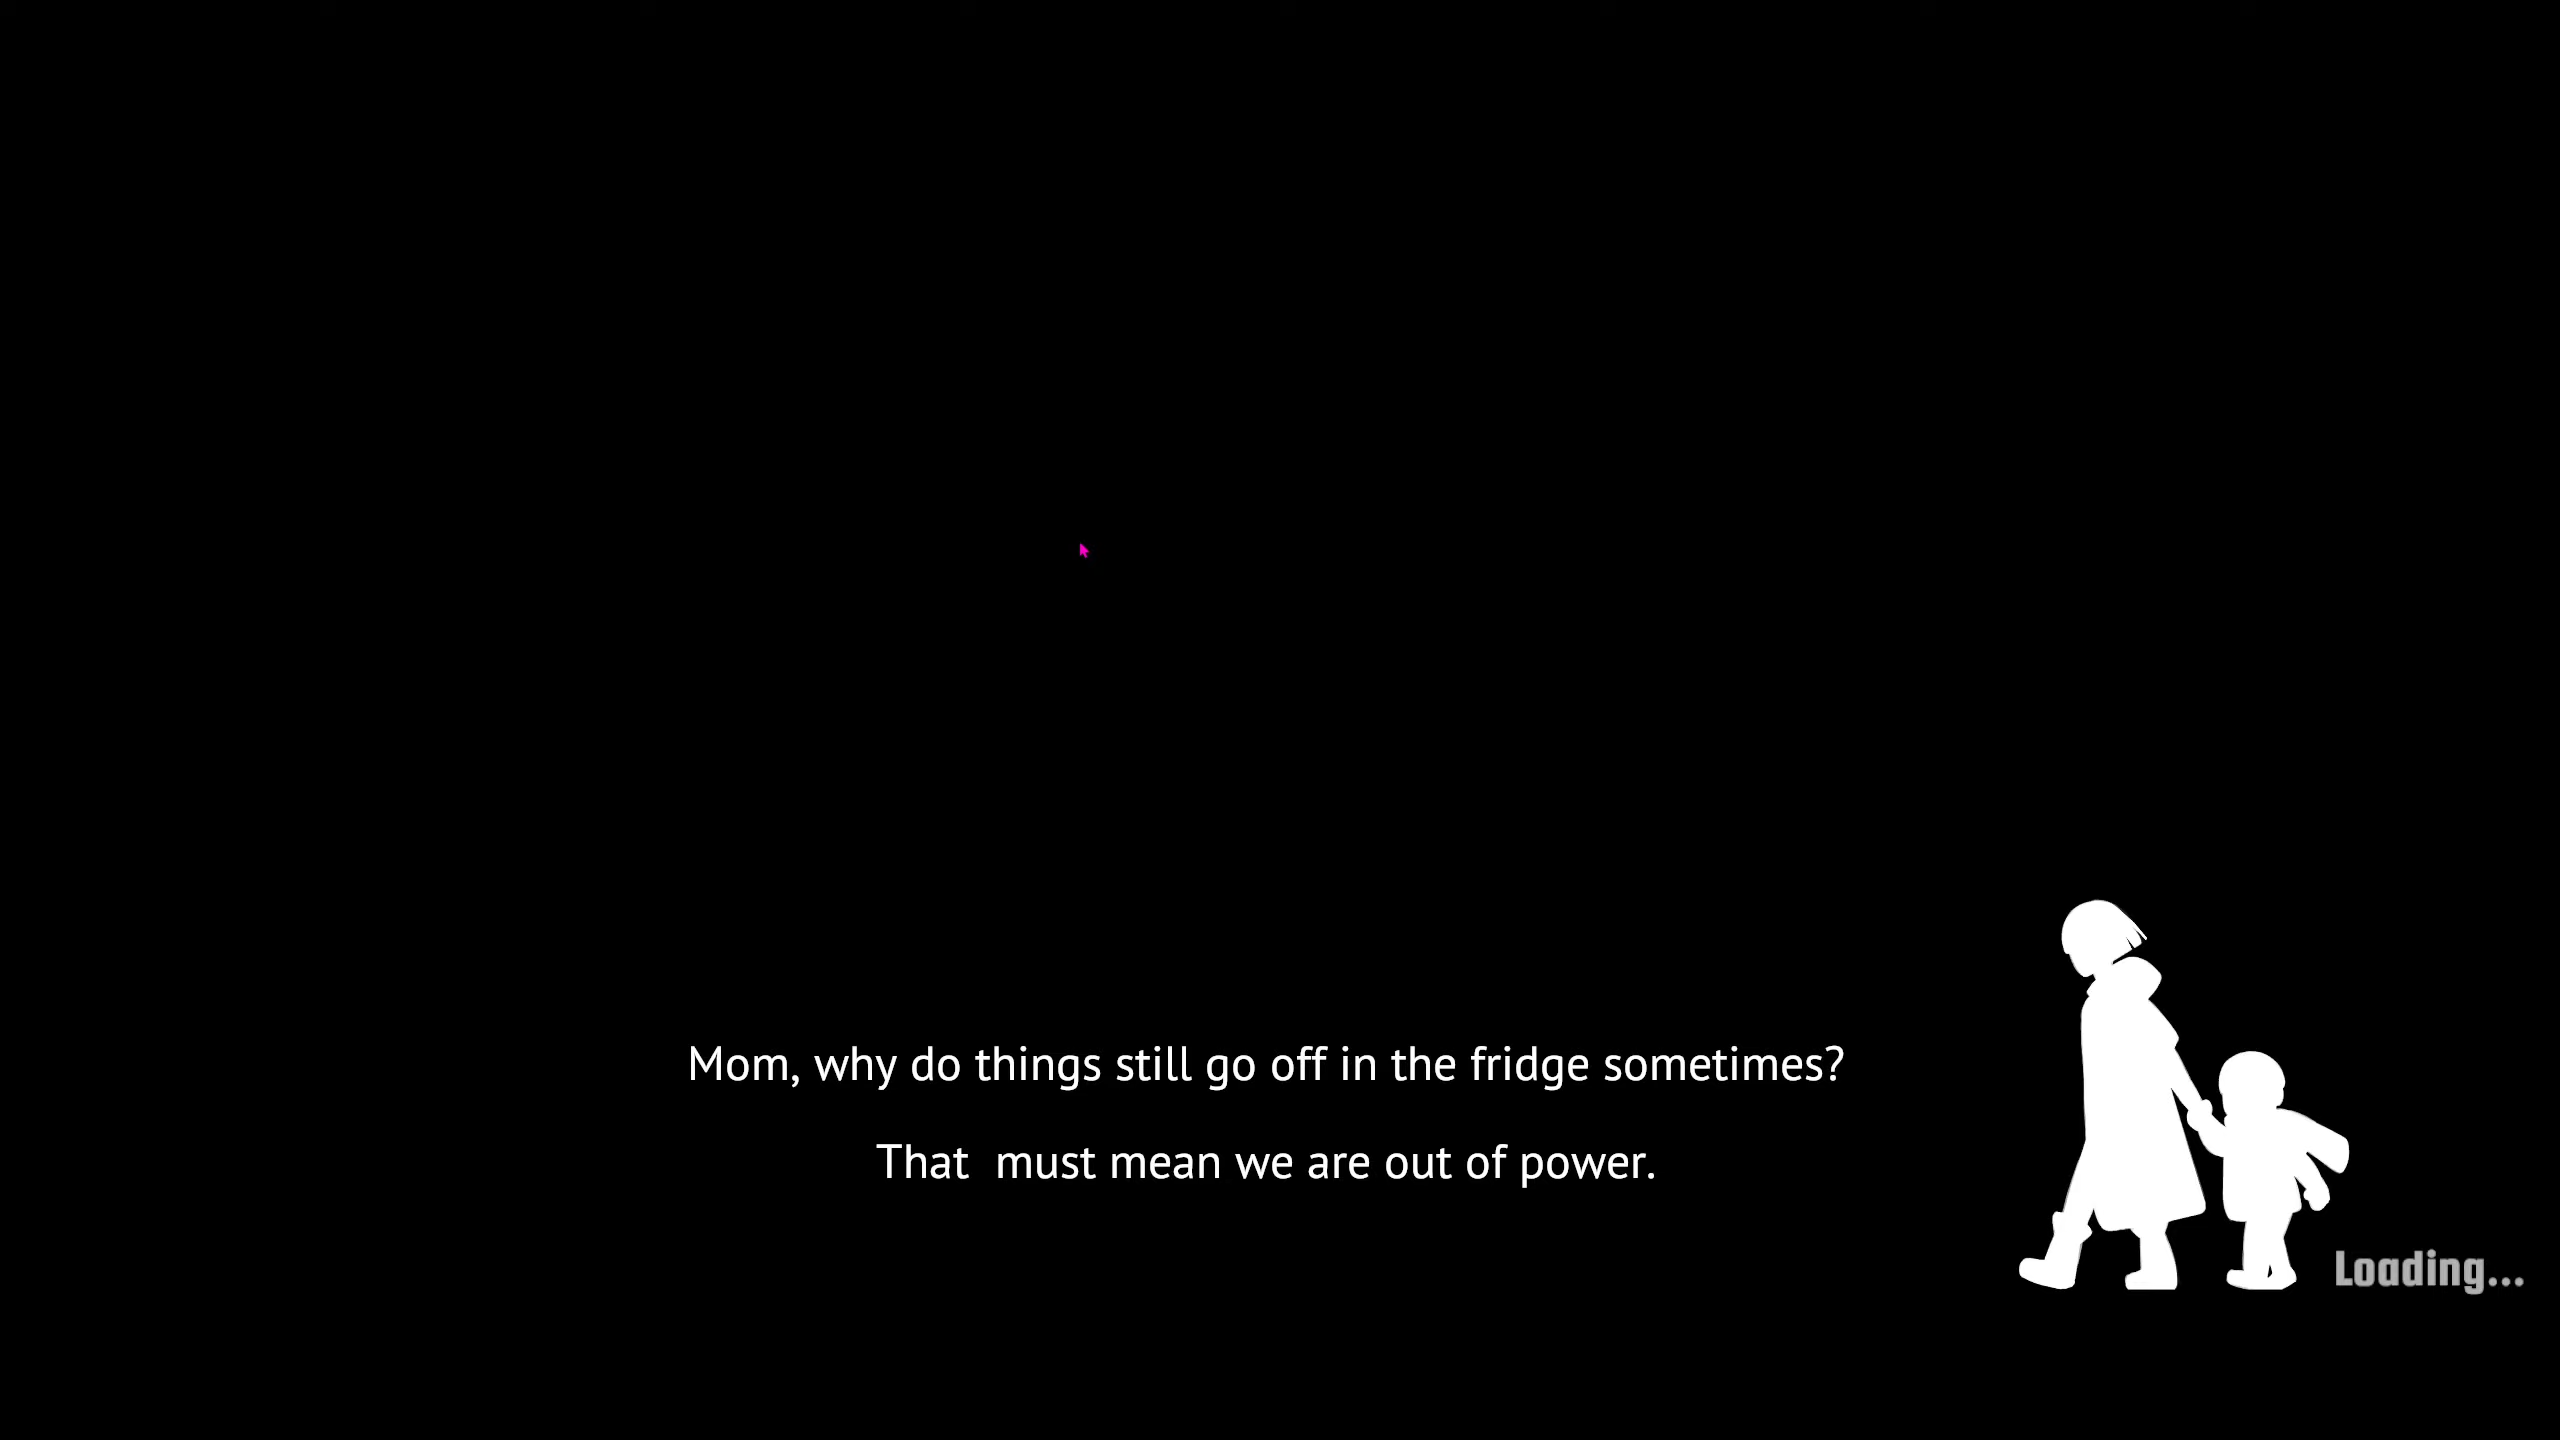 Mom, why do things still go off in the fridge sometimes?
That  must mean we are out of power.
Loading...